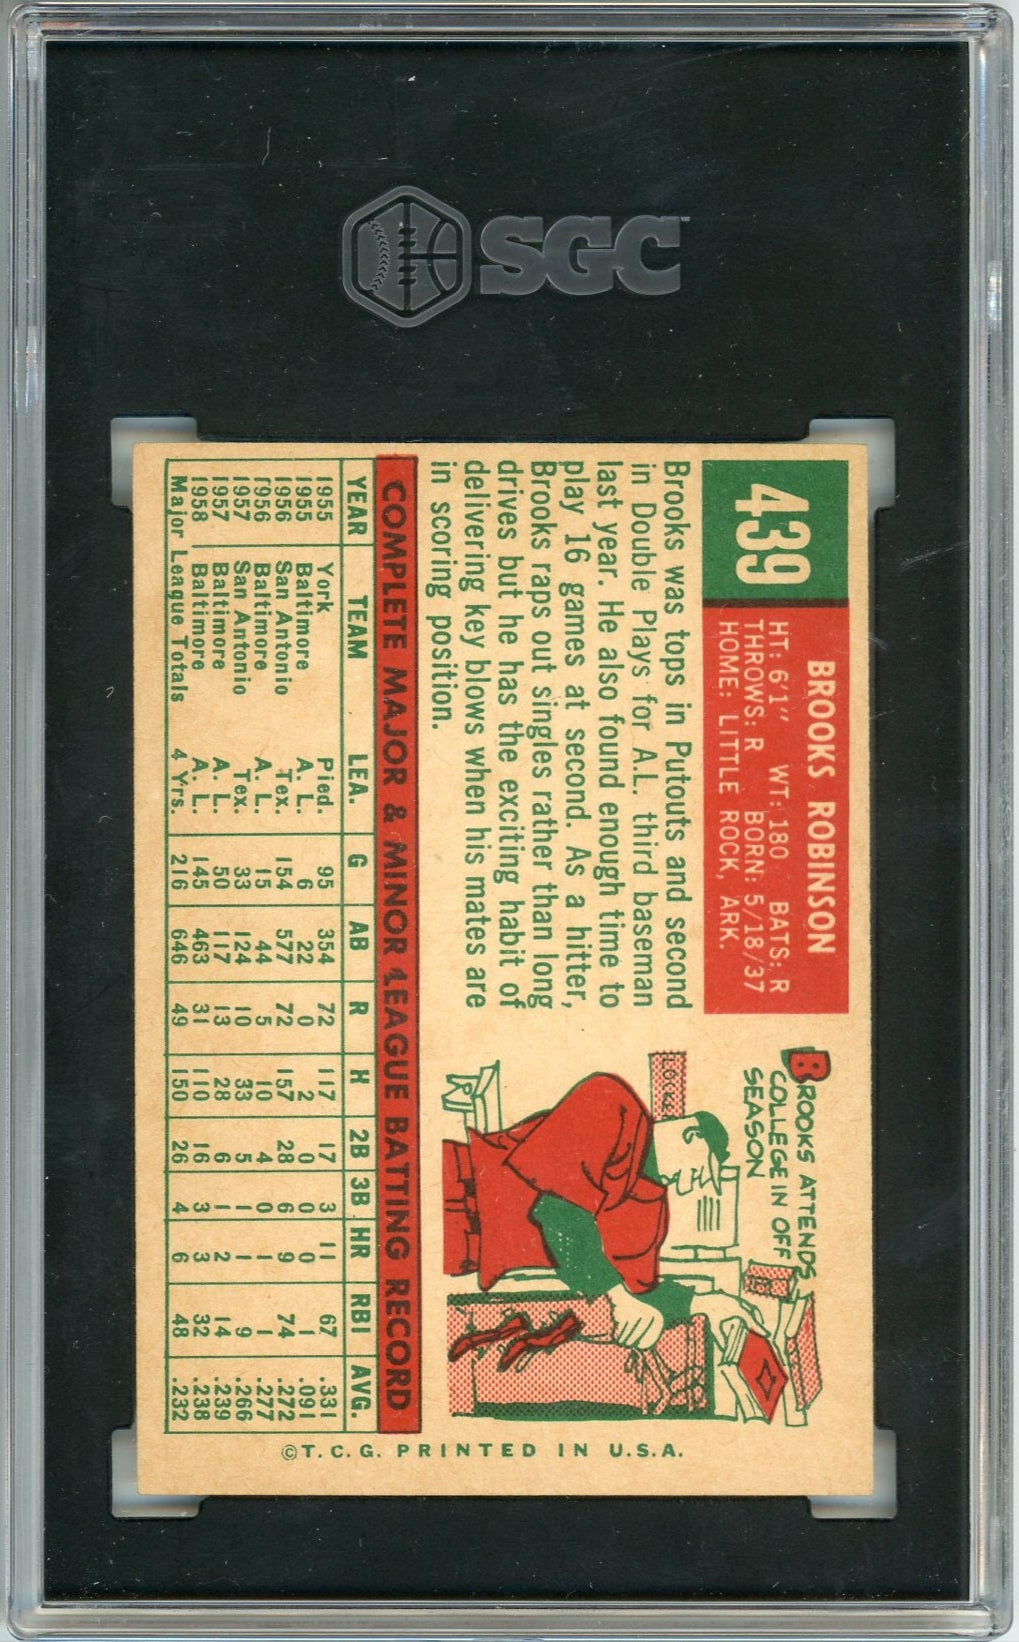 SGC
439
BROOKS ROBINSON
HT: 6'1" WT: 180 BATS: R
THROWS: R BORN: 5/18/37
HOME: LITTLE ROCK, ARK.
Brooks was tops in Putouts and second
in Double Plays for A.L. third baseman
last year. He also found enough time to
play 16 games at second. As a hitter,
Brooks raps out singles rather than long
drives but he has the exciting habit of
delivering key blows when his mates are
in scoring position.
BROOKS ATTENDS
COLLEGE IN OFF
SEASON
COMPLETE MAJOR & MINOR LEAGUE BATTING RECORD
YEAR TEAM LEA. G AB R H 2B 3B HR RBI AVG.
1955 York Pied. 95 354 72 117 17 3 11 67 .331
1955 Baltimore A. L. 6 22 0 2 0 0 0 1 .091
1956 San Antonio Tex. 154 577 72 157 28 6 9 74 .272
1956 Baltimore A. L. 15 44 5 10 4 0 1 1 .277
1957 San Antonio Tex. 33 124 10 33 5 1 1 9 .266
1957 Baltimore A. L. 50 117 13 28 6 1 2 14 .239
1958 Baltimore A. L. 145 463 31 110 16 3 3 32 .238
Major League Totals 4 Yrs. 216 646 49 150 26 4 6 48 .232
©T.C.G. PRINTED IN U.S.A.